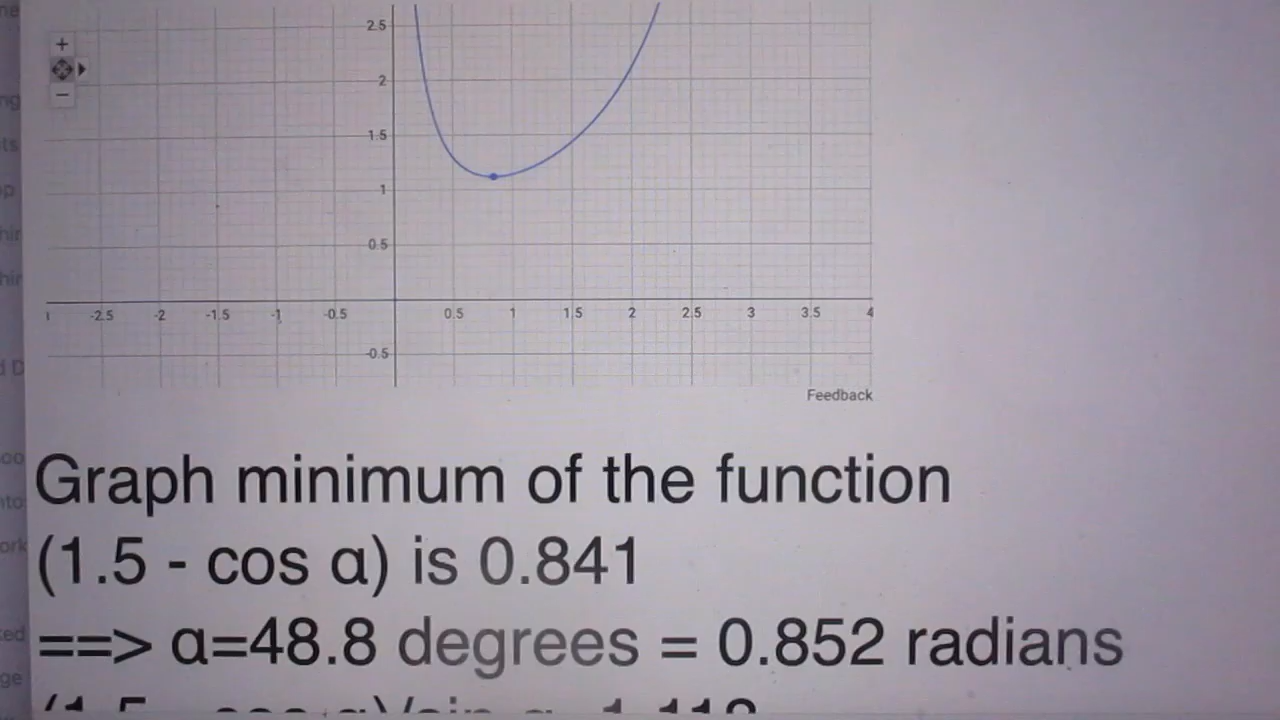 2.5
2
1.5
1
0.5
-2.5 -2 -1.5 -1 -0.5 0.5 1 1.5 2 2.5 3 3.5 4
-0.5
Feedback
Graph minimum of the function
(1.5 - cos α) is 0.841
==> α=48.8 degrees = 0.852 radians